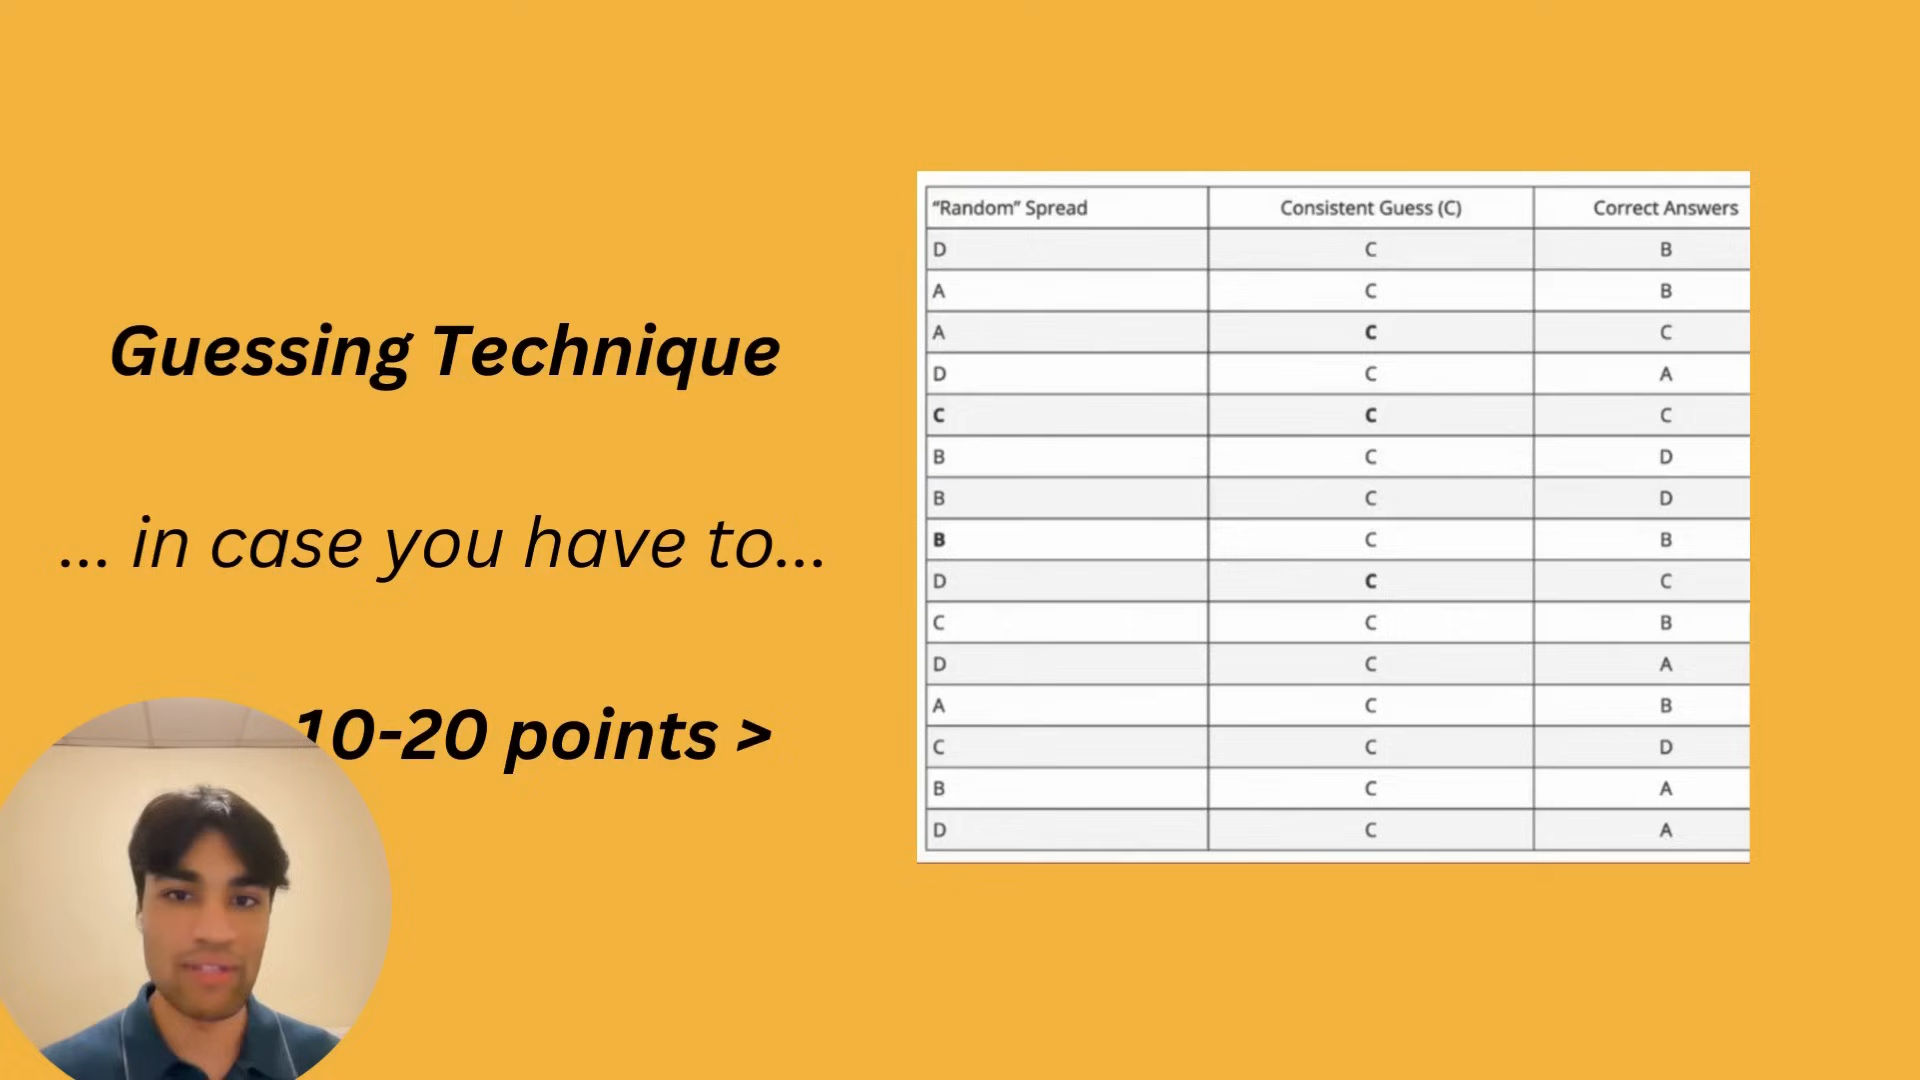 Guessing Technique
... in case you have to...
10-20 points >
“Random” Spread Consistent Guess (C) Correct Answers
D C B
A C B
A C C
D C A
C C C
B C D
B C D
B C B
D C C
C C B
D C A
A C B
C C D
B C A
D C A